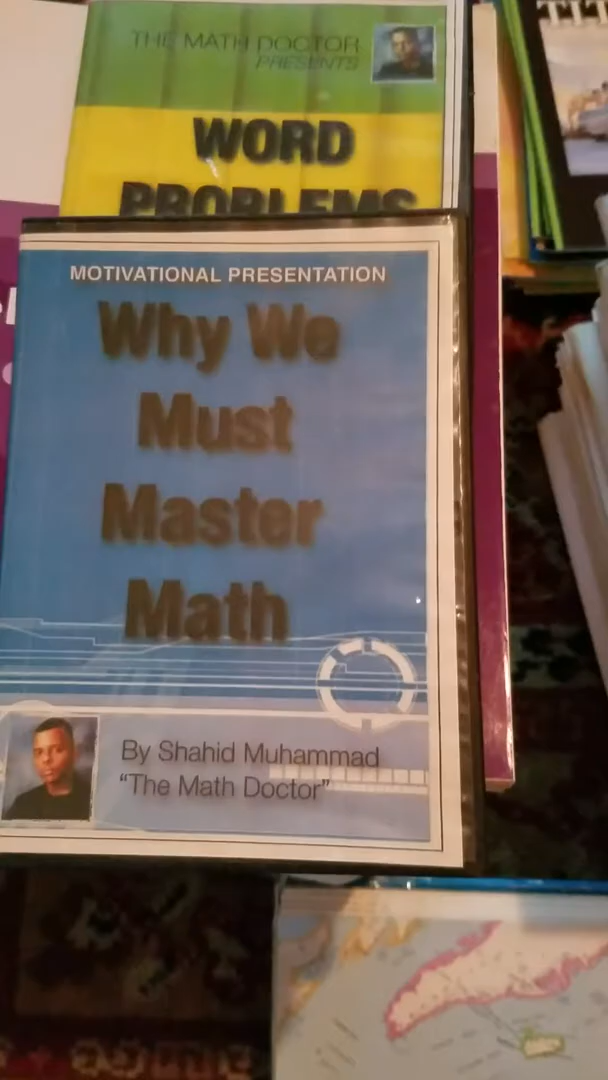 THE MATH DOCTOR
PRESENTS
WORD
PROBLEMS
MOTIVATIONAL PRESENTATION
Why We
Must
Master
Math
By Shahid Muhammad
"The Math Doctor"